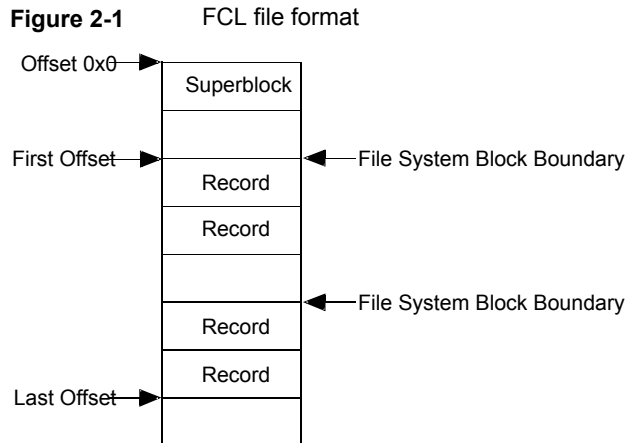 Figure 2-1 FCL file format
Offset 0x0
Superblock
First Offset
File System Block Boundary
Record
Record
File System Block Boundary
Record
Record
Last Offset